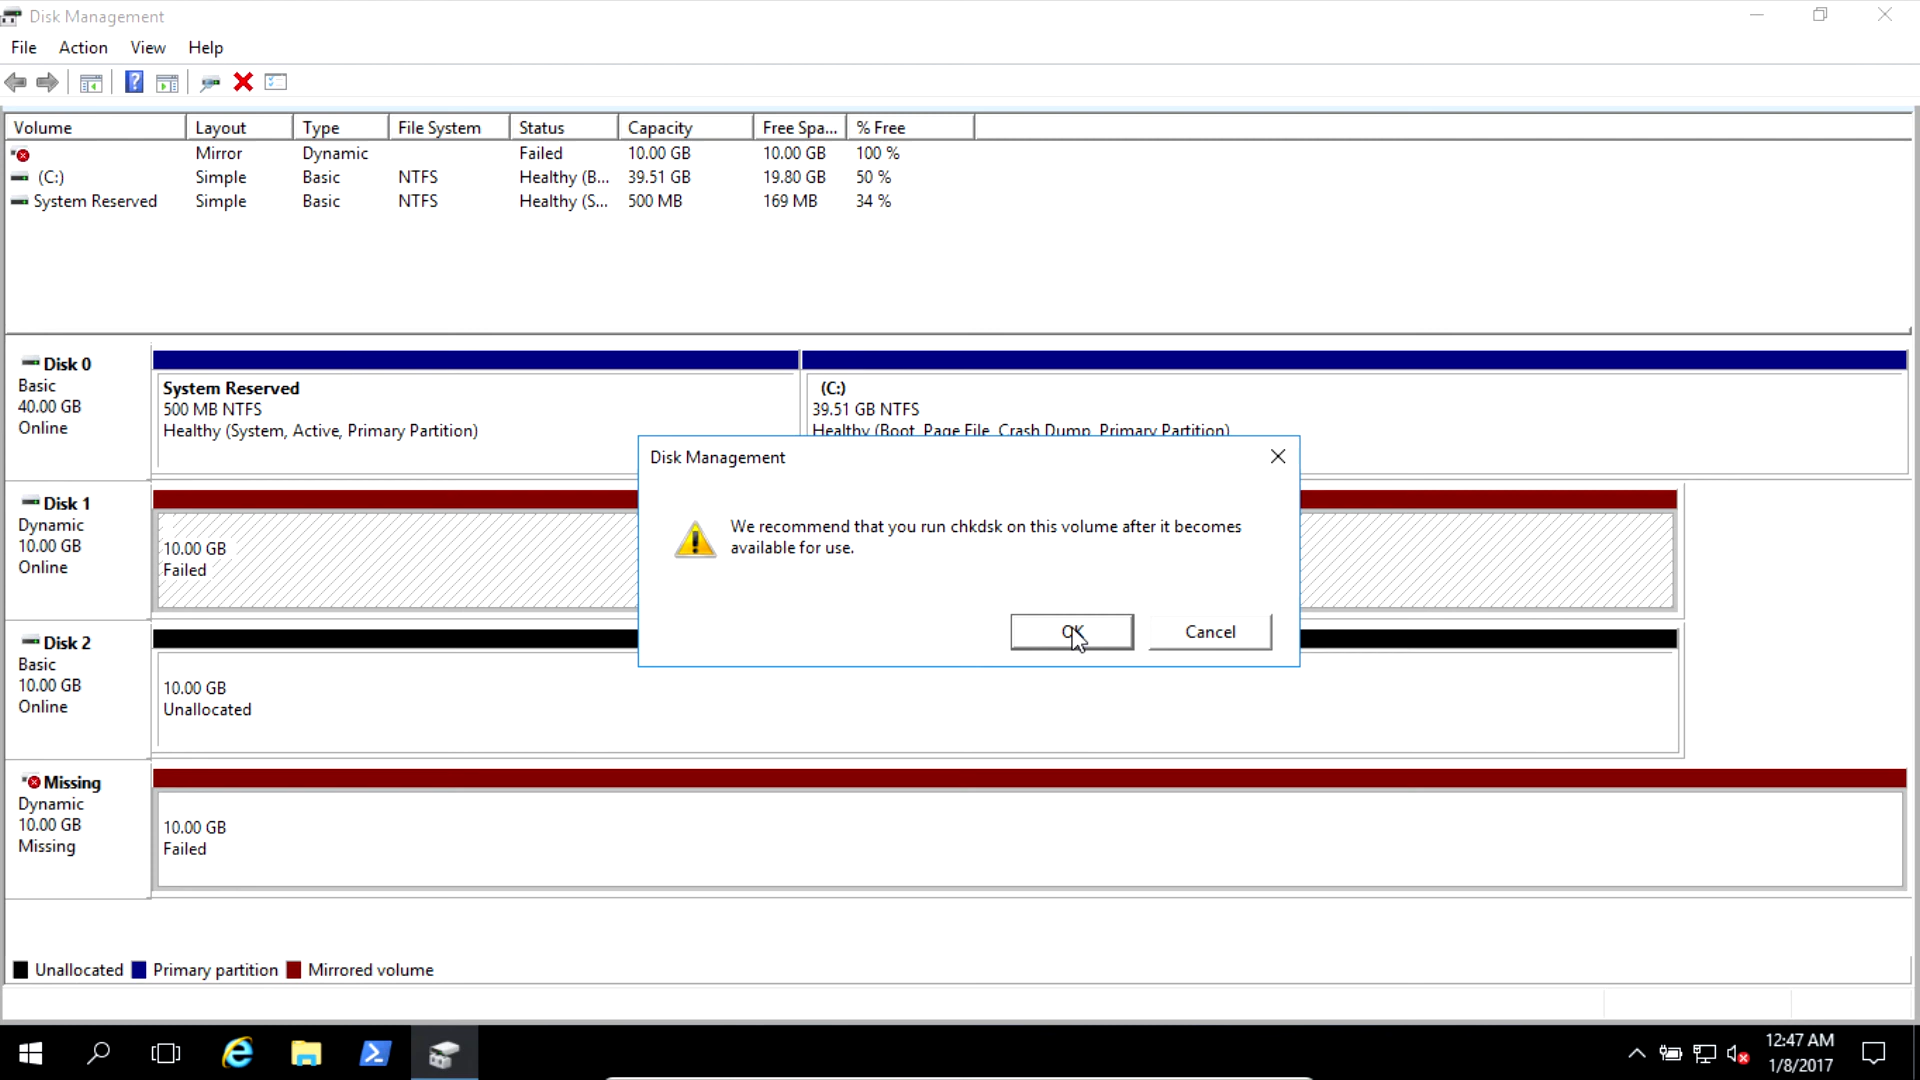 Disk Management
File Action View Help
Volume Layout Type File System Status Capacity Free Spa... % Free
Mirror Dynamic Failed 10.00 GB 10.00 GB 100 %
(C:) Simple Basic NTFS Healthy (B... 39.51 GB 19.80 GB 50 %
System Reserved Simple Basic NTFS Healthy (S... 500 MB 169 MB 34 %
Disk 0
Basic
40.00 GB
Online
System Reserved
500 MB NTFS
Healthy (System, Active, Primary Partition)
(C:)
39.51 GB NTFS
Healthy (Boot, Page File, Crash Dump, Primary Partition)
Disk Management
We recommend that you run chkdsk on this volume after it becomes
available for use.
OK Cancel
Disk 1
Dynamic
10.00 GB
Online
10.00 GB
Failed
Disk 2
Basic
10.00 GB
Online
10.00 GB
Unallocated
Missing
Dynamic
10.00 GB
Missing
10.00 GB
Failed
Unallocated Primary partition Mirrored volume
12:47 AM
1/8/2017